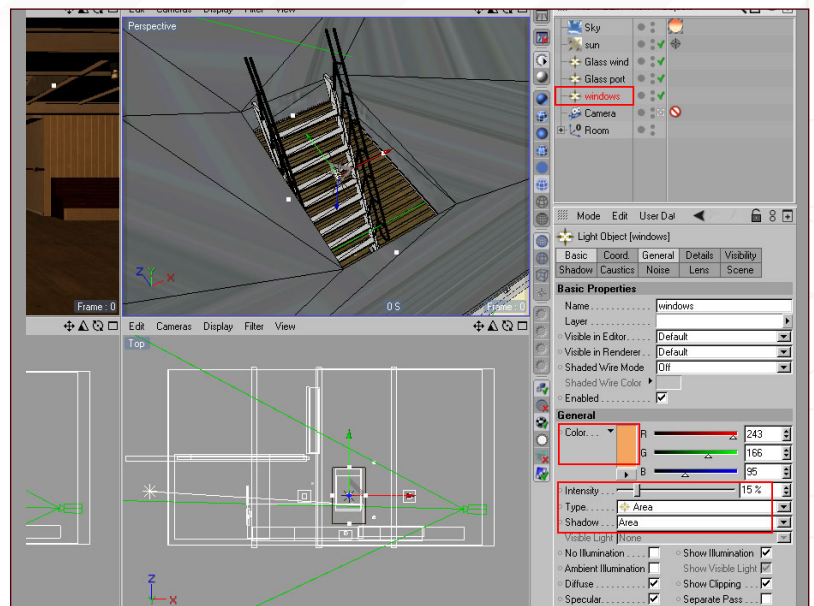 Edit Cameras Display Filter View
Perspective
Z X
Frame : 0
0 S
Frame : 0
Edit Cameras Display Filter View
Top
Z
X
Sky
sun
Glass wind
Glass port
windows
Camera
Room
Mode Edit User Dat
Light Object [windows]
Basic Coord. General Details Visibility
Shadow Caustics Noise Lens Scene
Basic Properties
Name . . . . . . . . . . windows
Layer . . . . . . . . . .
Visible in Editor . . . . . Default
Visible in Renderer . . Default
Shaded Wire Mode Off
Shaded Wire Color
Enabled . . . . . . . . . .
General
Color. . . R 243
G 166
B 95
Intensity . . . 15 %
Type. . . . . Area
Shadow . . . Area
Visible Light None
No Illumination . . . . Show Illumination
Ambient Illumination Show Visible Light
Diffuse . . . . . . . . . Show Clipping . . .
Specular. . . . . . . . Separate Pass . . .